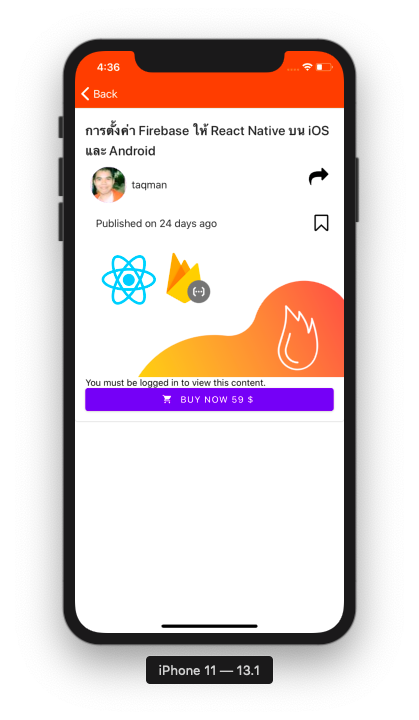 4:36
Back
การตั้งค่า Firebase ให้ React Native บน iOS
และ Android
taqman
Published on 24 days ago
You must be logged in to view this content.
BUY NOW 59 $
iPhone 11 — 13.1